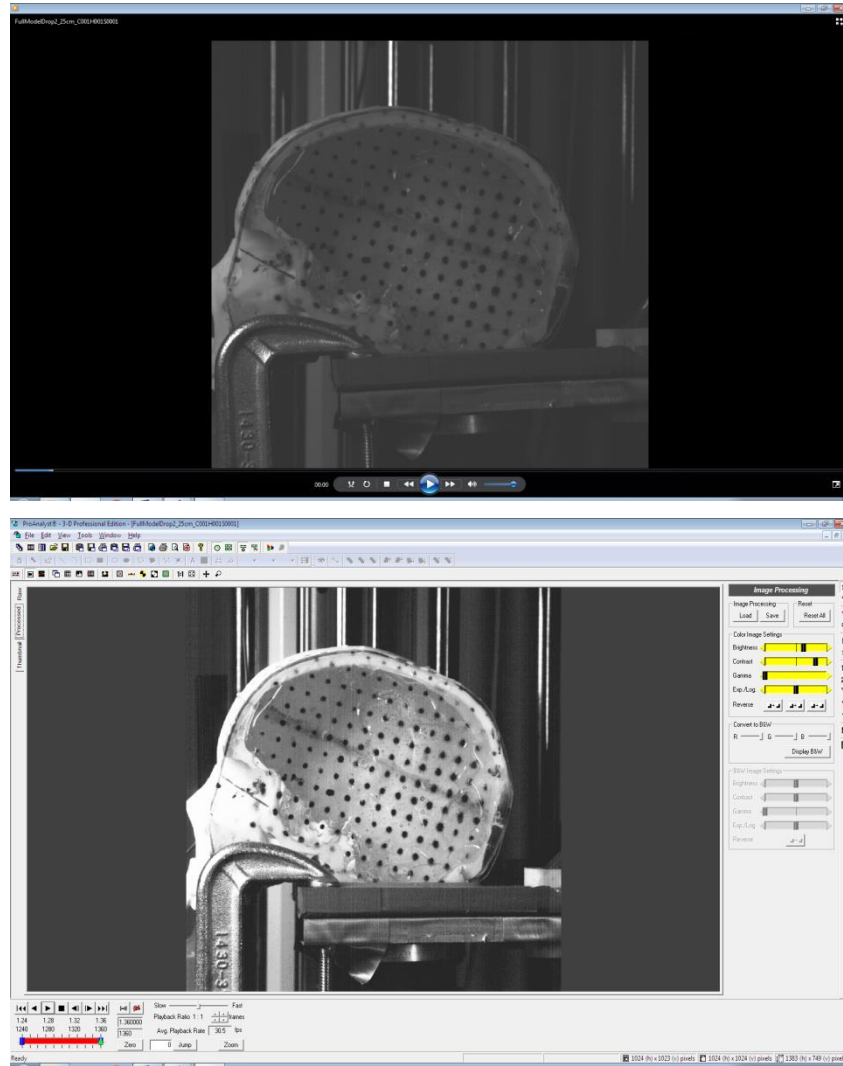 FullModelDrop2_25cm_C001H001S0001
1430-
00:00
ProAnalyst® - 3-D Professional Edition - [FullModelDrop2_25cm_C001H001S0001]
File Edit View Tools Window Help
Raw
Processed
Thumbnail
Image Processing
Image Processing
Reset
Load
Save
Reset All
Color Image Settings
Brightness
Contrast
Gamma
Exp./Log.
Reverse
Convert to B&W
R
G
B
Display B&W
B&W Image Settings
Brightness
Contrast
Gamma
Exp./Log.
Reverse
1430-3
Slow
Fast
Playback Ratio 1 : 1
frames
1.24 1.28 1.32 1.36
1.360000
1240 1280 1320 1360
1360
Avg. Playback Rate 30.5 fps
Zero
0
Jump
Zoom
Ready
1024 (h) x 1023 (v) pixels
1024 (h) x 1024 (v) pixels
1383 (h) x 749 (v) pixel